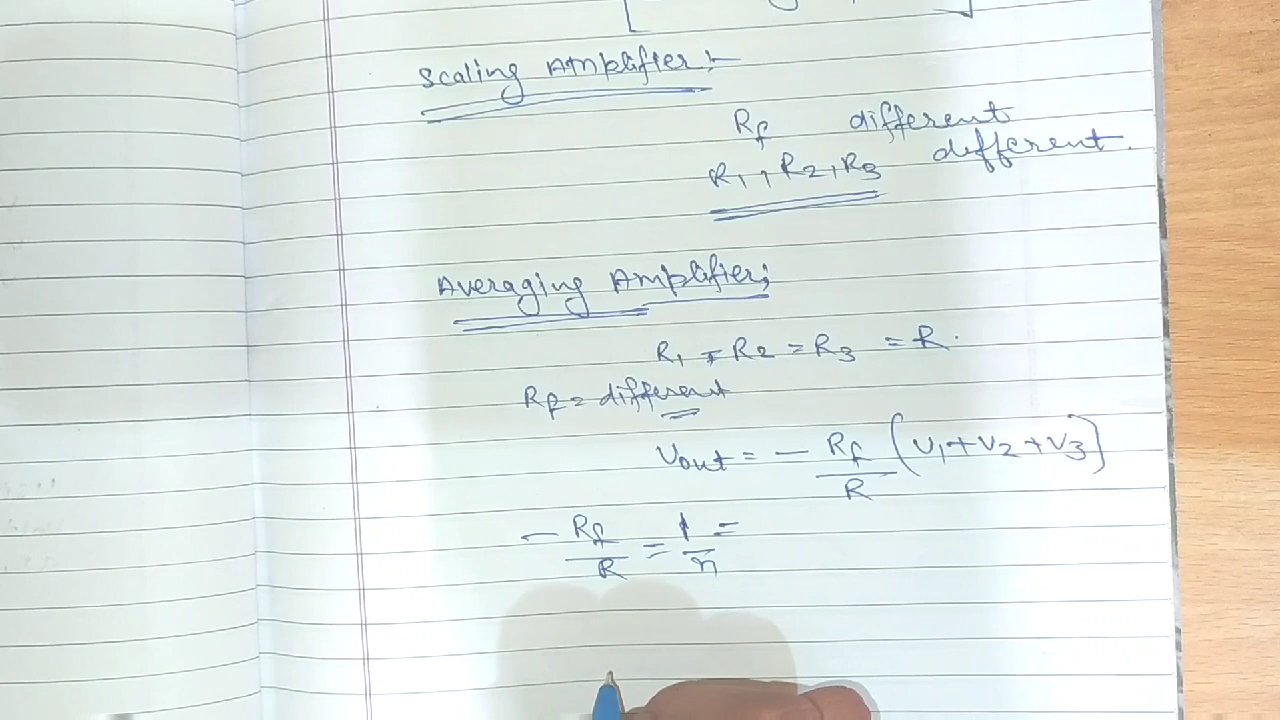 Scaling Amplifier :-
Rf different
R1, R2, R3 different.
Averaging Amplifier;
R1 = R2 = R3 = R.
Rf = different
Vout = - Rf/R (V1+V2+V3)
- Rf/R = 1/n =